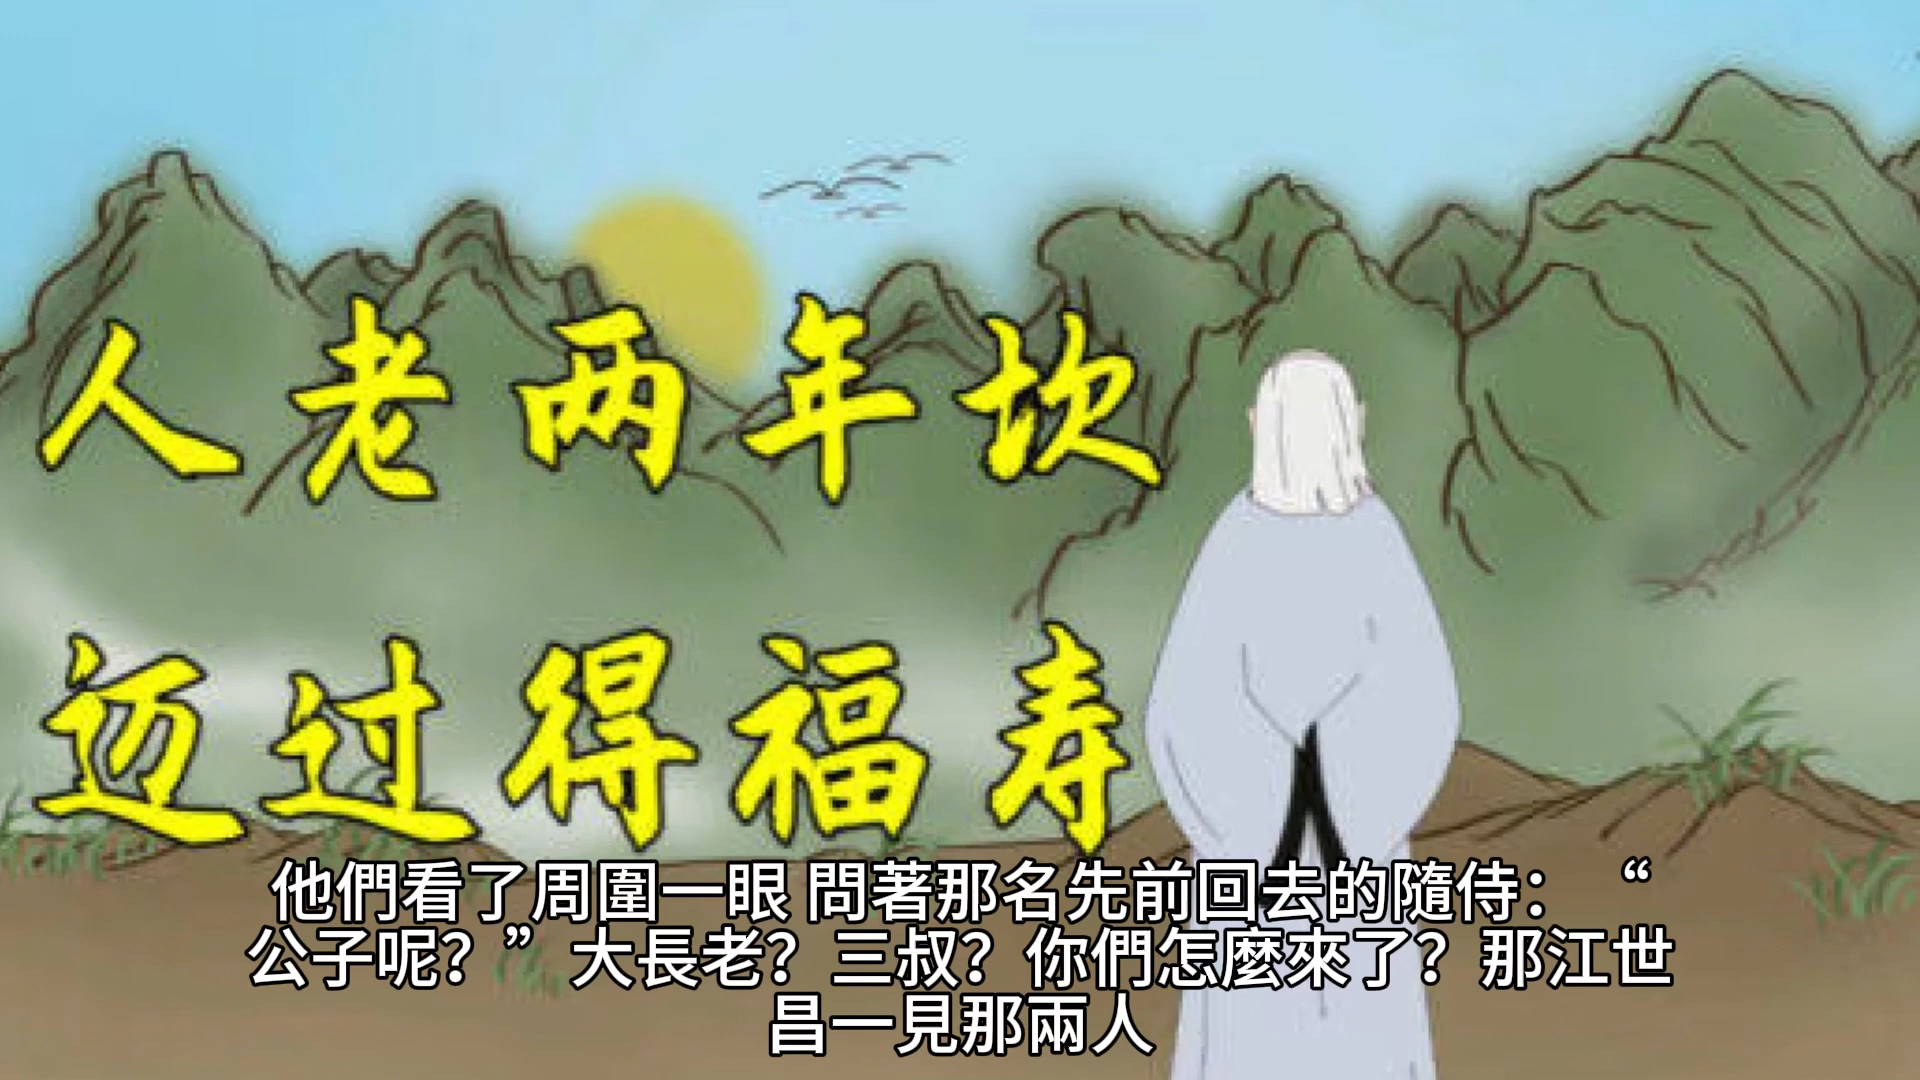 人老两年坎
迈过得福寿
他們看了周圍一眼 問著那名先前回去的隨侍：“
公子呢？”大長老？三叔？你們怎麼來了？那江世
昌一見那兩人